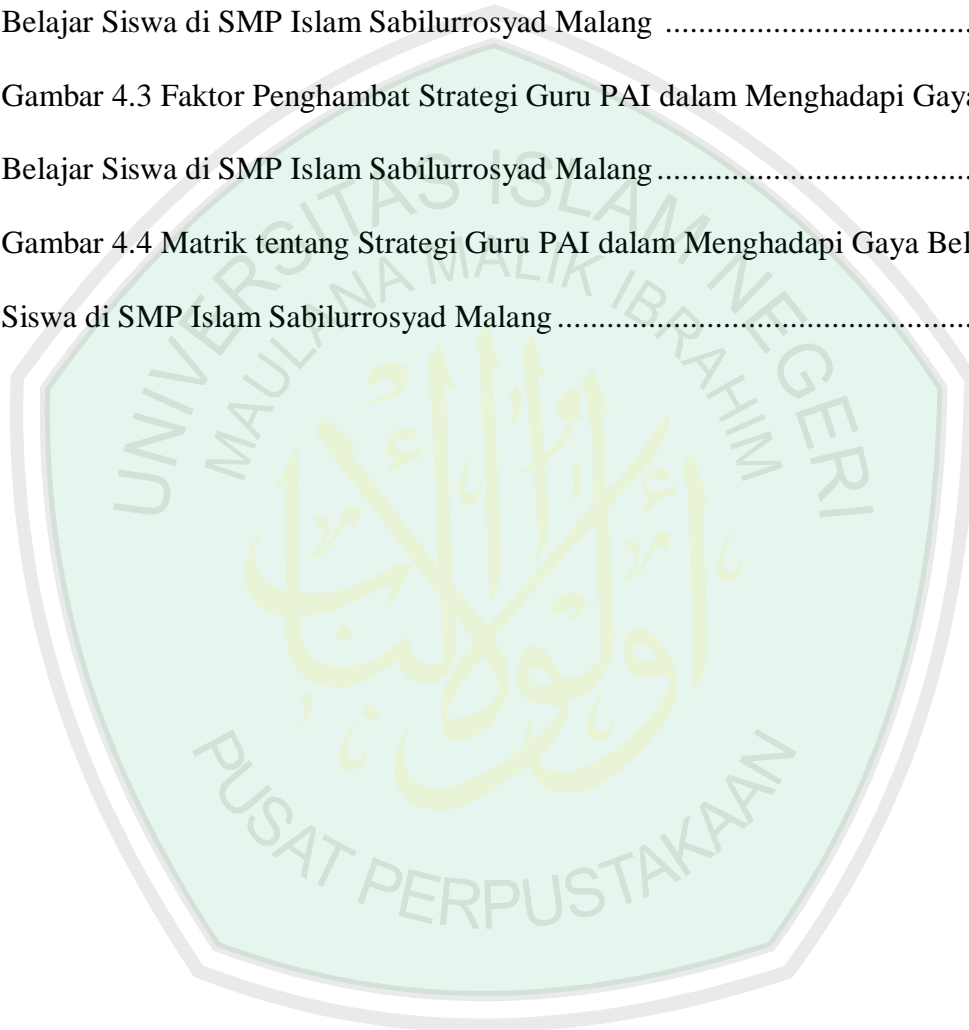 Belajar Siswa di SMP Islam Sabilurrosyad Malang ....................................
Gambar 4.3 Faktor Penghambat Strategi Guru PAI dalam Menghadapi Gaya
Belajar Siswa di SMP Islam Sabilurrosyad Malang ....................................
Gambar 4.4 Matrik tentang Strategi Guru PAI dalam Menghadapi Gaya Bel
Siswa di SMP Islam Sabilurrosyad Malang ..................................................
UNIVERSITAS ISLAM NEGERI
MAULANA MALIK IBRAHIM
PUSAT PERPUSTAKAAN